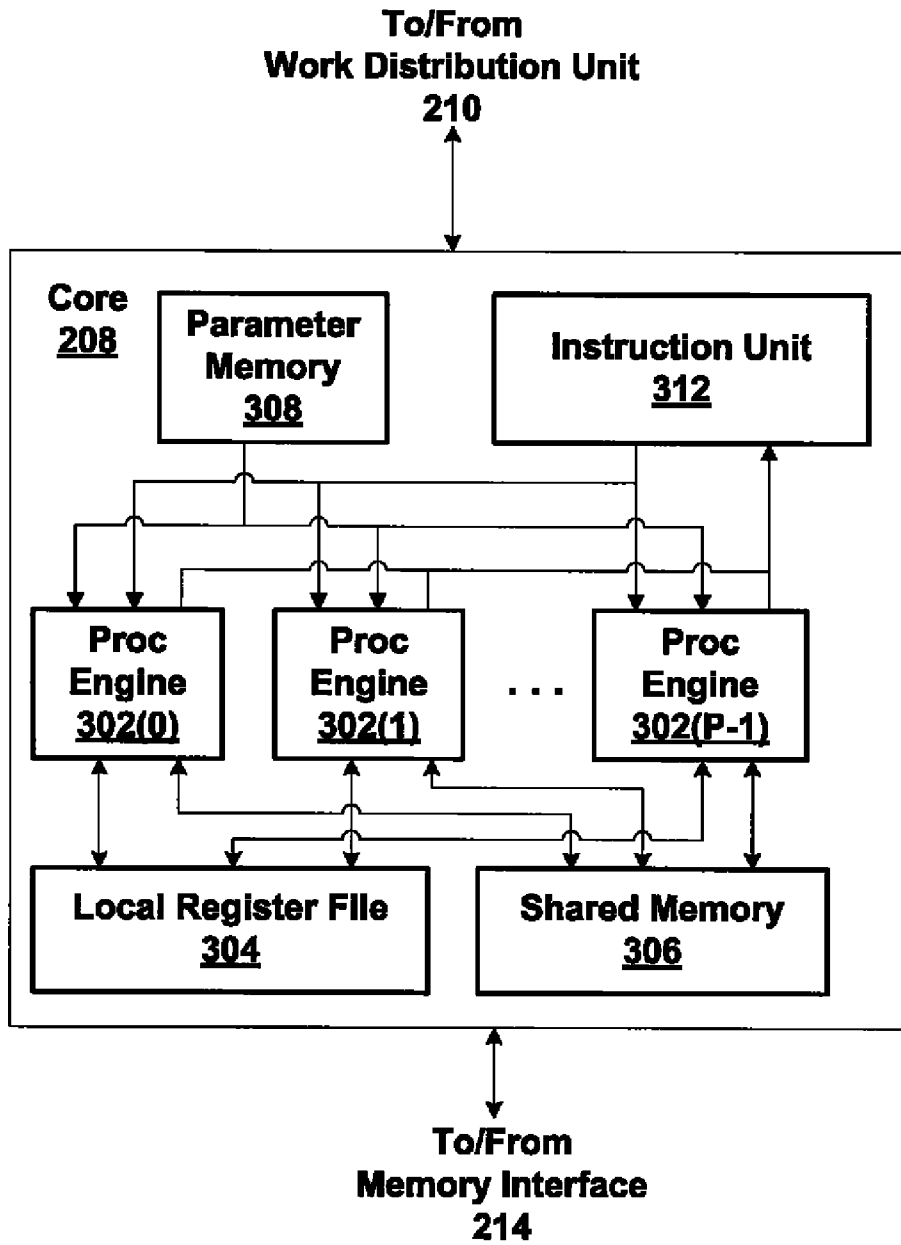 To/From
Work Distribution Unit
210
Core
208
Parameter
Memory
308
Instruction Unit
312
Proc
Engine
302(0)
Proc
Engine
302(1)
. . .
Proc
Engine
302(P-1)
Local Register File
304
Shared Memory
306
To/From
Memory Interface
214